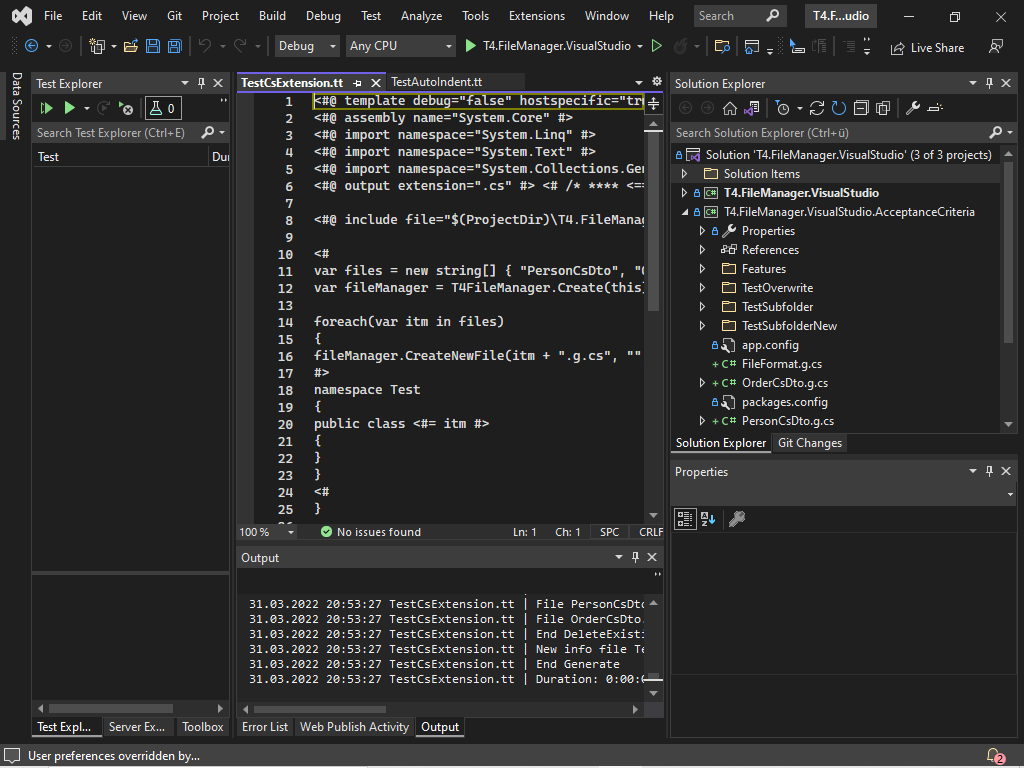 File Edit View Git Project Build Debug Test Analyze Tools Extensions Window Help Search T4.F...udio
Debug Any CPU T4.FileManager.VisualStudio Live Share
Data Sources
Test Explorer
0
Search Test Explorer (Ctrl+E)
Test Dur
Test Expl... Server Ex... Toolbox
TestCsExtension.tt TestAutoIndent.tt
1 <#@ template debug="false" hostspecific="tr
2 <#@ assembly name="System.Core" #>
3 <#@ import namespace="System.Linq" #>
4 <#@ import namespace="System.Text" #>
5 <#@ import namespace="System.Collections.Gen
6 <#@ output extension=".cs" #> <# /* **** <==
7
8 <#@ include file="$(ProjectDir)\T4.FileManag
9
10 <#
11 var files = new string[] { "PersonCsDto", "
12 var fileManager = T4FileManager.Create(this)
13
14 foreach(var itm in files)
15 {
16 fileManager.CreateNewFile(itm + ".g.cs", ""
17 #>
18 namespace Test
19 {
20 public class <#= itm #>
21 {
22 }
23 }
24 <#
25 }
100 % No issues found Ln: 1 Ch: 1 SPC CRLF
Output
31.03.2022 20:53:27 TestCsExtension.tt | File PersonCsDto
31.03.2022 20:53:27 TestCsExtension.tt | File OrderCsDto.
31.03.2022 20:53:27 TestCsExtension.tt | End DeleteExisti
31.03.2022 20:53:27 TestCsExtension.tt | New info file Te
31.03.2022 20:53:27 TestCsExtension.tt | End Generate
31.03.2022 20:53:27 TestCsExtension.tt | Duration: 0:00:0
Error List Web Publish Activity Output
Solution Explorer
Search Solution Explorer (Ctrl+ü)
Solution 'T4.FileManager.VisualStudio' (3 of 3 projects)
Solution Items
C# T4.FileManager.VisualStudio
C# T4.FileManager.VisualStudio.AcceptanceCriteria
Properties
References
Features
TestOverwrite
TestSubfolder
TestSubfolderNew
app.config
+ C# FileFormat.g.cs
+ C# OrderCsDto.g.cs
packages.config
+ C# PersonCsDto.g.cs
Solution Explorer Git Changes
Properties
User preferences overridden by... 2